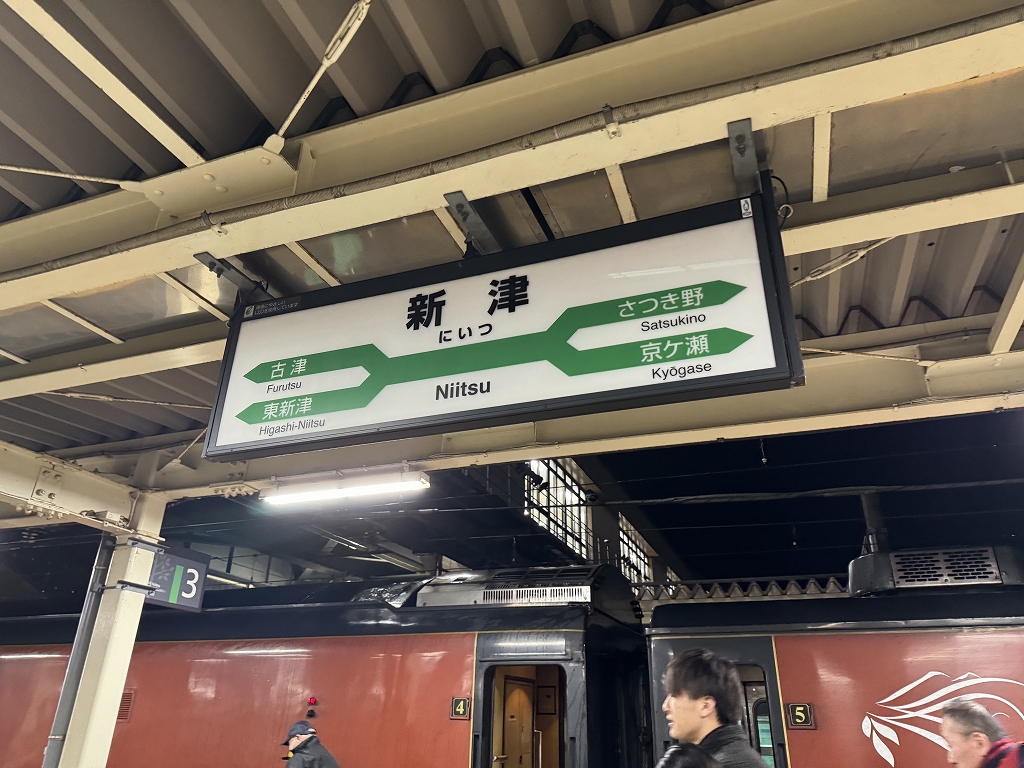 新津
にいつ
Niitsu
古津
Furutsu
東新津
Higashi-Niitsu
さつき野
Satsukino
京ケ瀬
Kyōgase
3
4
5